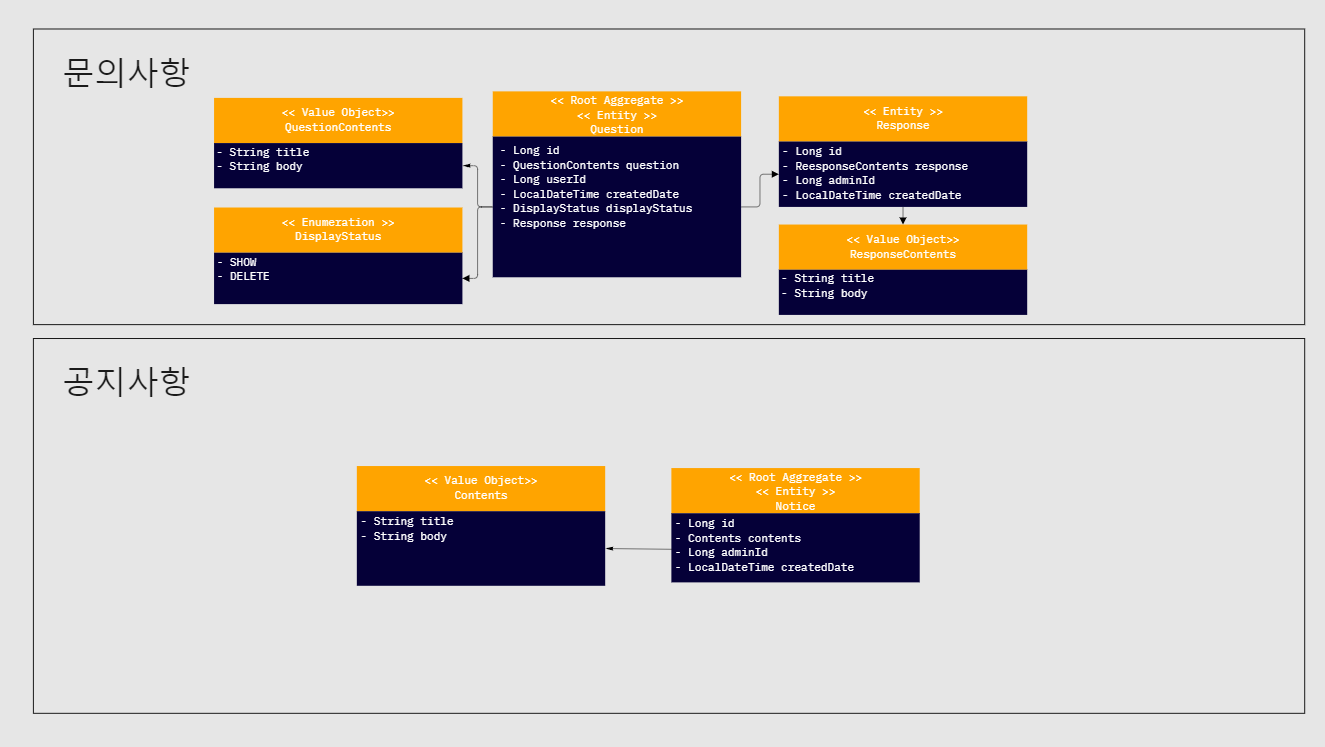 문의사항
<< Value Object>>
QuestionContents
- String title
- String body
<< Enumeration >>
DisplayStatus
- SHOW
- DELETE
<< Root Aggregate >>
<< Entity >>
Question
- Long id
- QuestionContents question
- Long userId
- LocalDateTime createdDate
- DisplayStatus displayStatus
- Response response
<< Entity >>
Response
- Long id
- ReesponseContents response
- Long adminId
- LocalDateTime createdDate
<< Value Object>>
ResponseContents
- String title
- String body
공지사항
<< Value Object>>
Contents
- String title
- String body
<< Root Aggregate >>
<< Entity >>
Notice
- Long id
- Contents contents
- Long adminId
- LocalDateTime createdDate